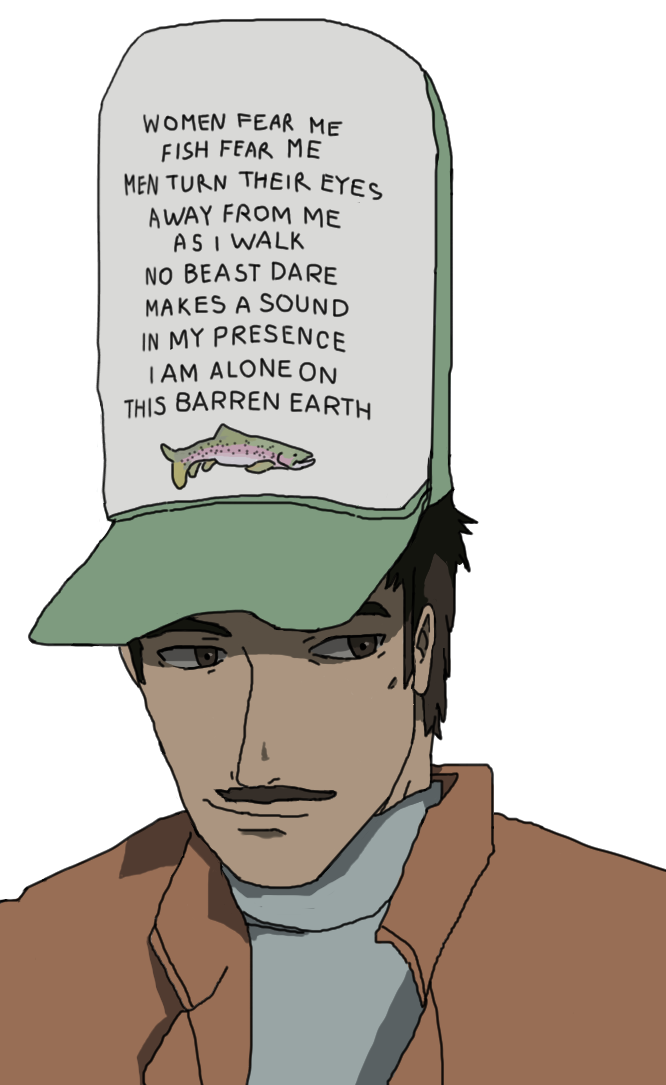 WOMEN FEAR ME
FISH FEAR ME
MEN TURN THEIR EYES
AWAY FROM ME
AS I WALK
NO BEAST DARE
MAKES A SOUND
IN MY PRESENCE
I AM ALONE ON
THIS BARREN EARTH